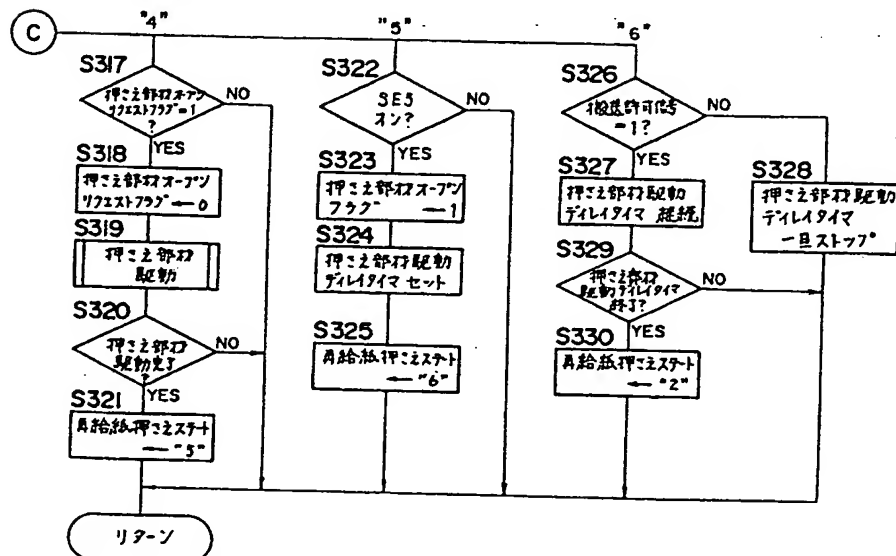 C
"4"
"5"
"6"
S317
押さえ部材オープン
リクエストフラグ=1
?
NO
YES
S318
押さえ部材オープン
リクエストフラグ ← 0
S319
押さえ部材
駆動
S320
押さえ部材
駆動完了
?
NO
YES
S321
再給紙押さえステート
← "5"
リターン
S322
SE5
オン?
NO
YES
S323
押さえ部材オープン
フラグ ← 1
S324
押さえ部材駆動
ディレイタイマ セット
S325
再給紙押さえステート
← "6"
S326
搬送許可信号
=1?
NO
YES
S327
押さえ部材駆動
ディレイタイマ 継続
S328
押さえ部材駆動
ディレイタイマ
一旦ストップ
S329
押さえ部材
駆動ディレイタイマ
終了?
NO
YES
S330
再給紙押さえステート
← "2"